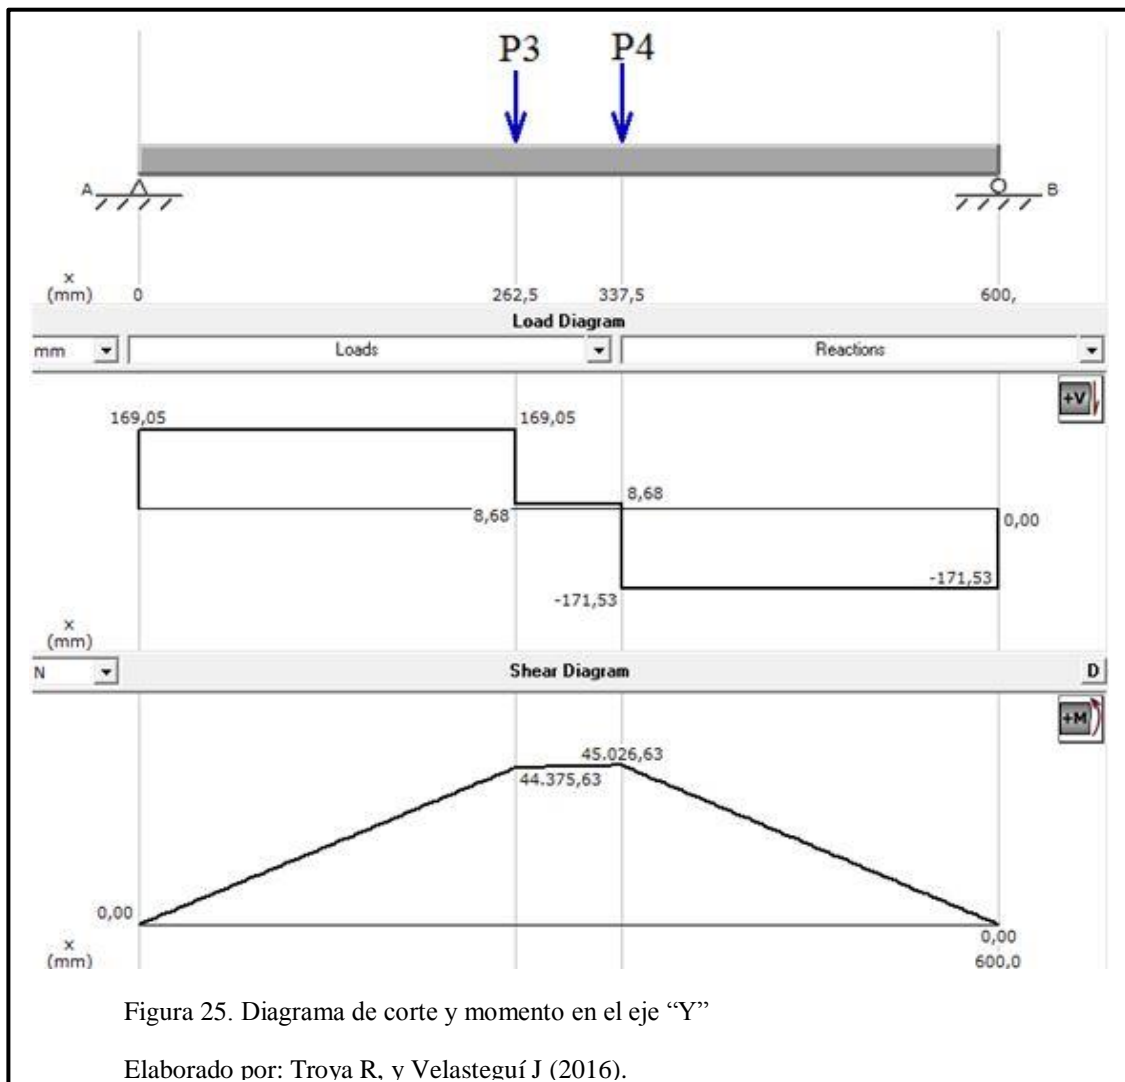 P3 P4
A B
x
(mm) 0 262,5 337,5 600,
Load Diagram
mm Loads Reactions
+V
169,05 169,05
8,68 8,68 0,00
-171,53 -171,53
x
(mm)
N Shear Diagram D
+M
45.026,63
44.375,63
0,00
x
(mm)
0,00
600,0
Figura 25. Diagrama de corte y momento en el eje “Y”
Elaborado por: Troya R, y Velasteguí J (2016).